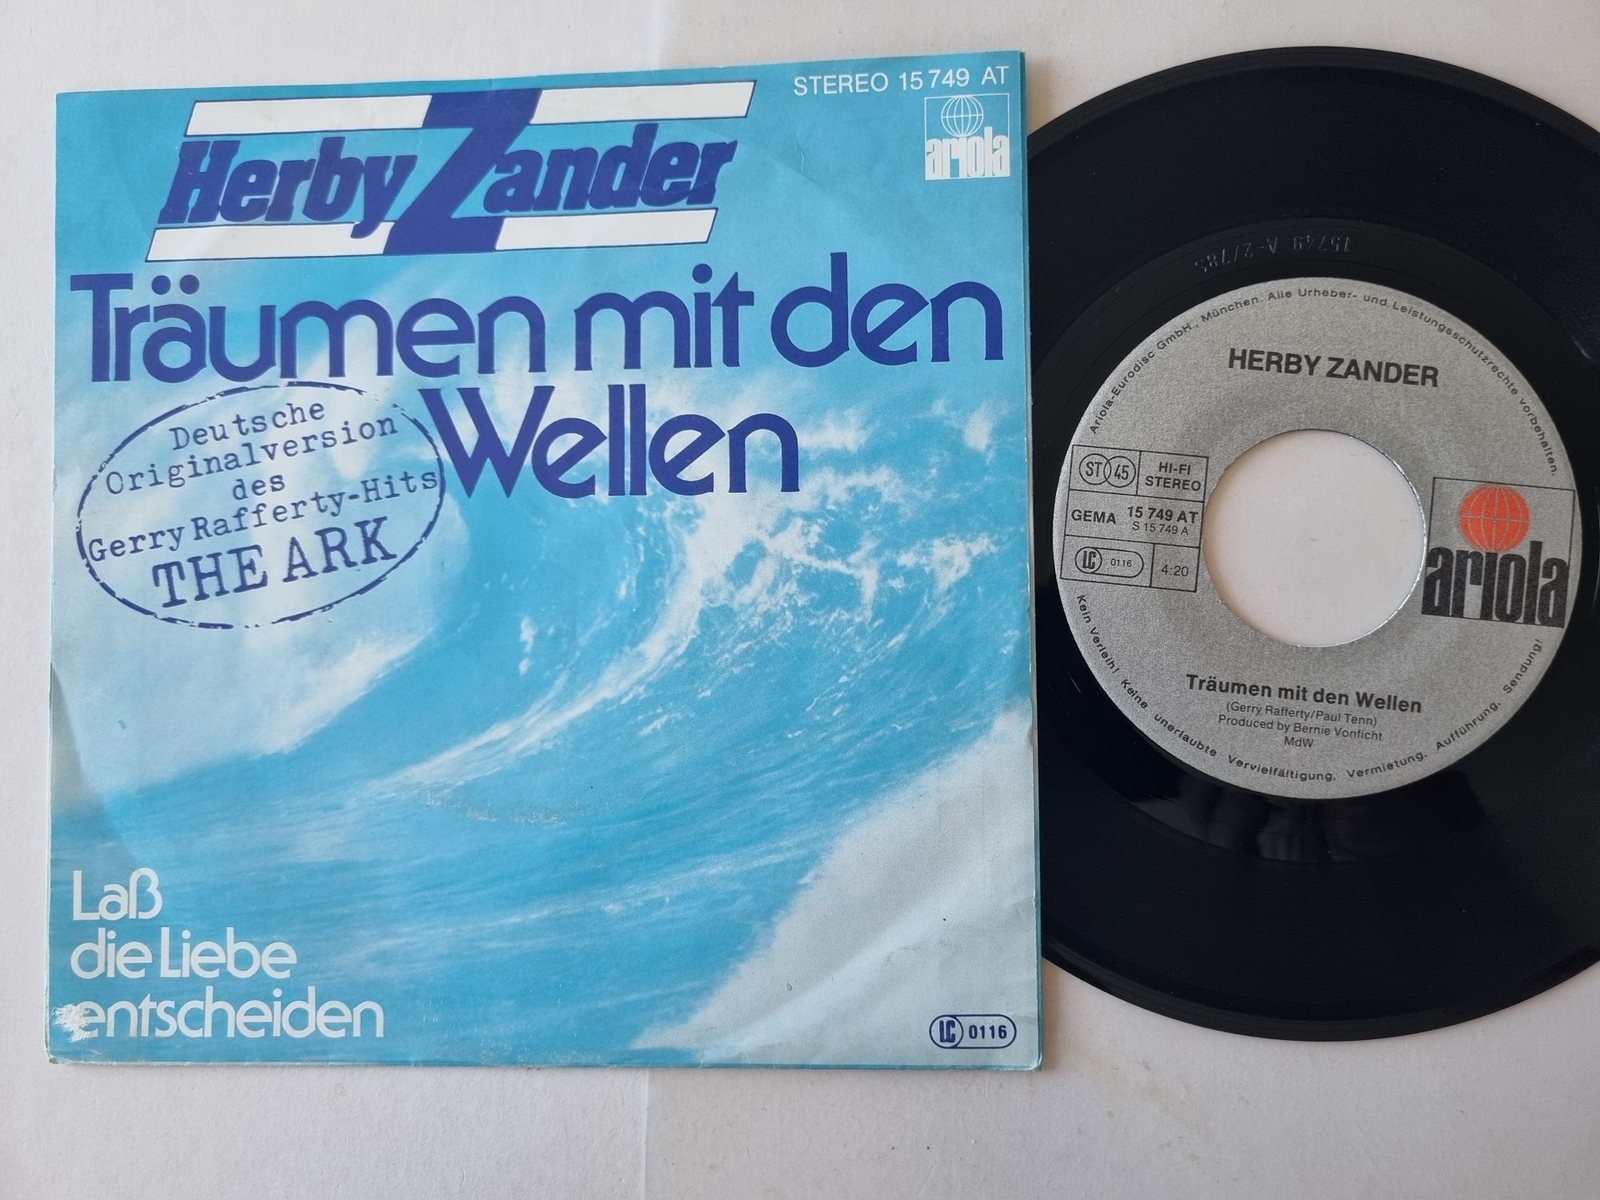 STEREO 15 749 AT
ariola
Herby Zander
Träumen mit den
Wellen
Deutsche
Originalversion
des
Gerry Rafferty-Hits
THE ARK
Laß
die Liebe
entscheiden
LC 0116
15749 A-2/78S
Ariola-Eurodisc GmbH., München. Alle Urheber- und Leistungsschutzrechte vorbehalten.
HERBY ZANDER
ST 45
HI-FI
STEREO
GEMA
15 749 AT
S 15 749 A
LC 0116
4:20
ariola
Träumen mit den Wellen
(Gerry Rafferty/Paul Tenn)
Produced by Bernie Vonficht
MdW
Kein Verleih! Keine unerlaubte Vervielfältigung, Vermietung, Aufführung, Sendung!